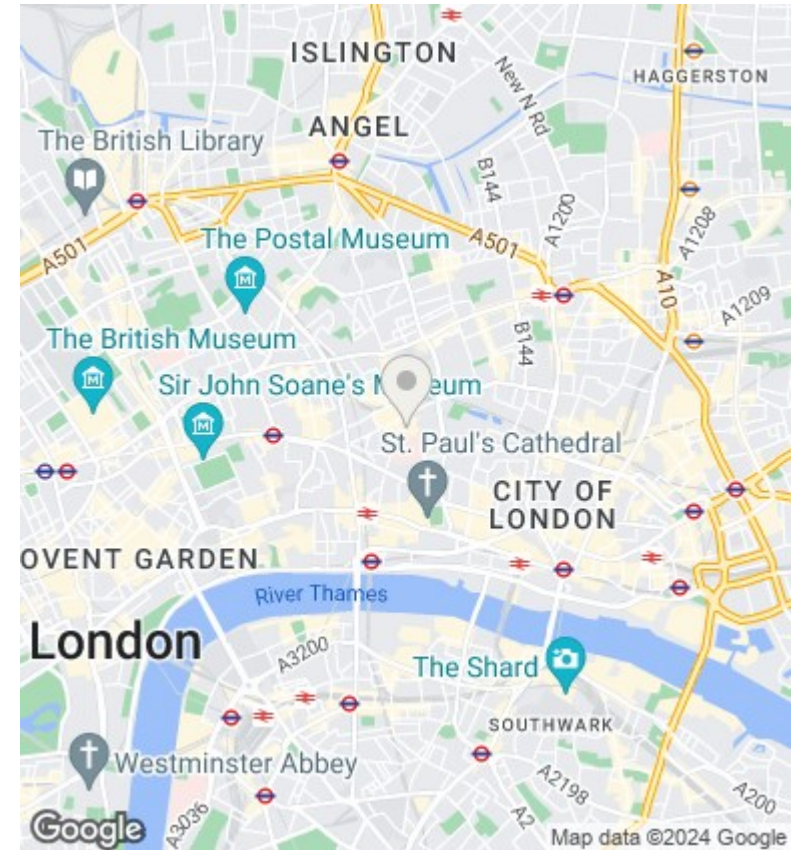 ISLINGTON
HAGGERSTON
New N Rd
ANGEL
The British Library
B144
A1200
A1208
A501
The Postal Museum
A501
A10
A1209
The British Museum
B144
Sir John Soane's M eum
St. Paul's Cathedral
CITY OF
LONDON
OVENT GARDEN
River Thames
London
A3200
The Shard
SOUTHWARK
Westminster Abbey
A2198
A200
A3036
A2
Google
Map data ©2024 Google